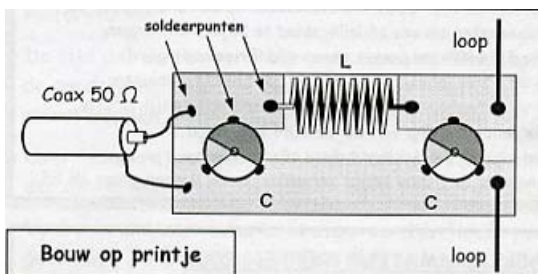 soldeerpunten
loop
L
Coax 50 Ω
C
C
Bouw op printje
loop